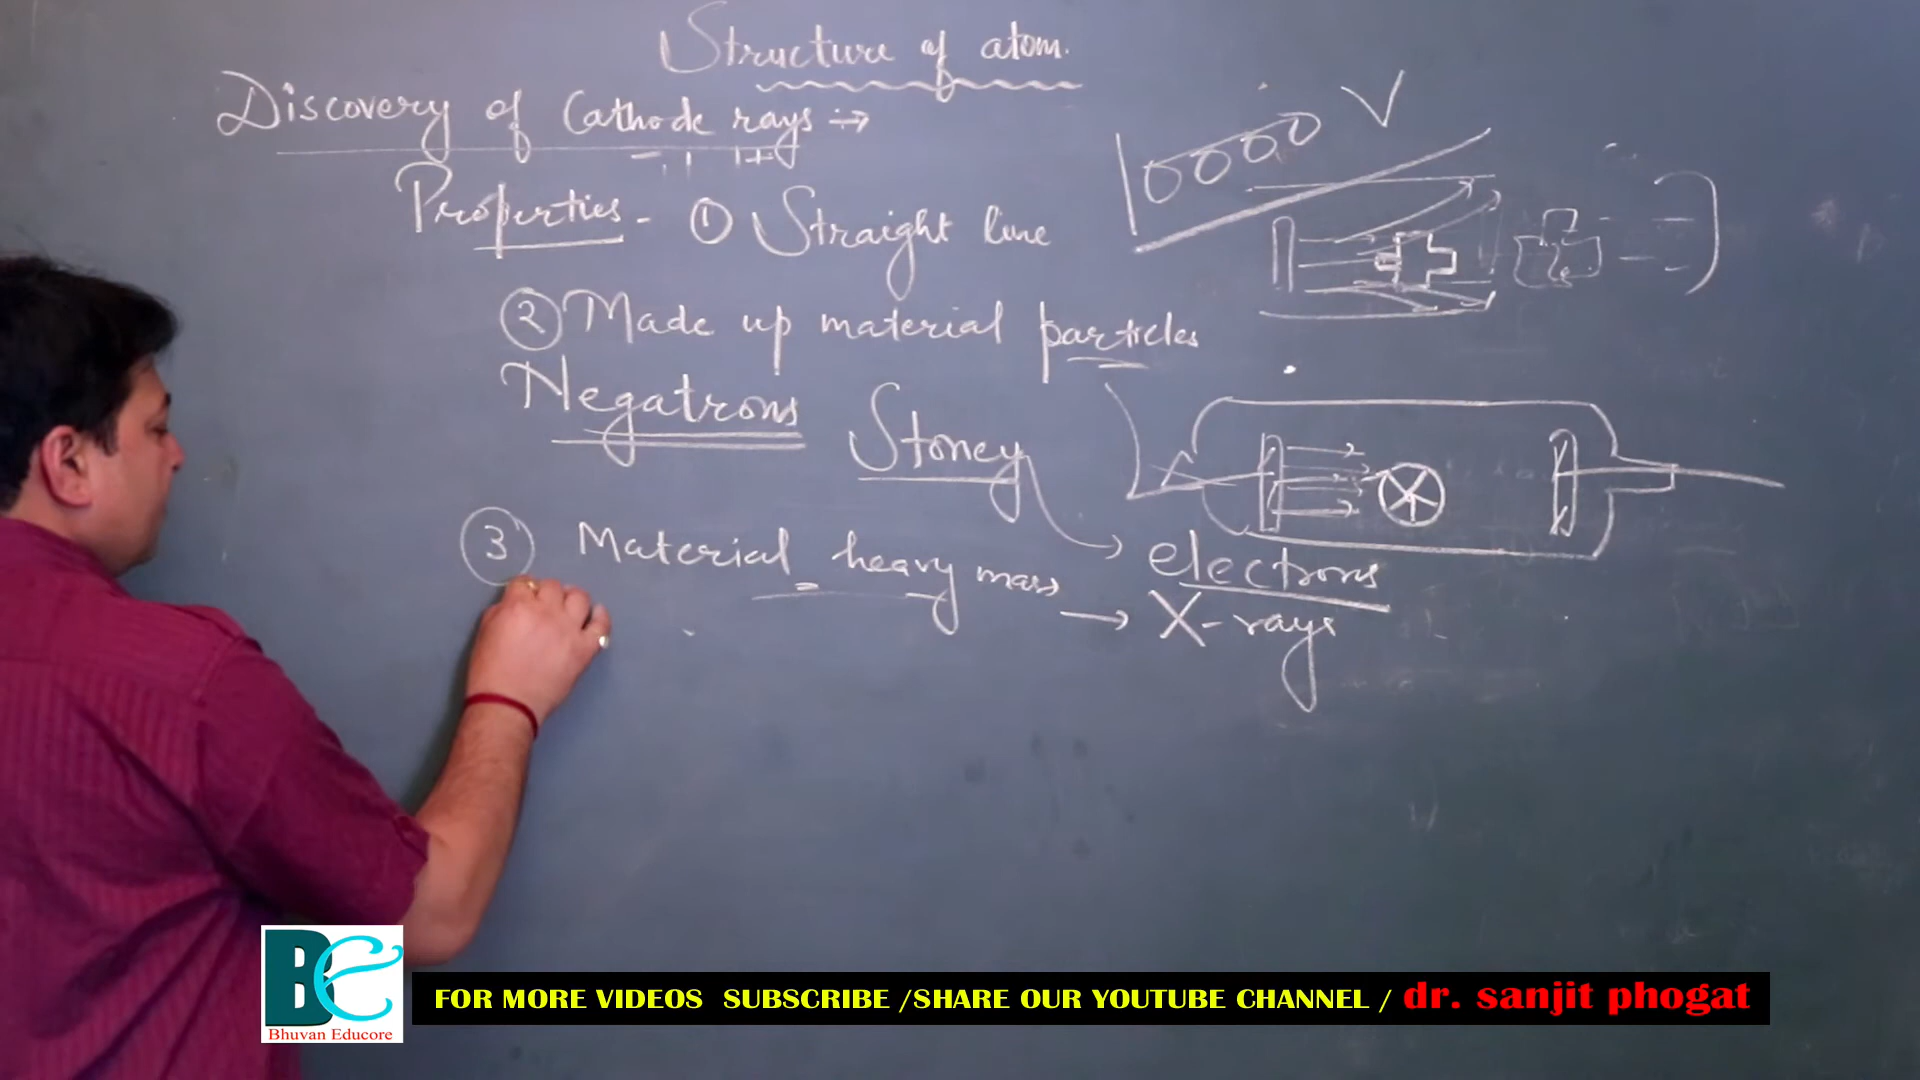 Structure of atom.
Discovery of Cathode rays →
10000 V
Properties - ① Straight line
② Made up material particles
Negatrons Stoney
③ Material heavy mass → electrons
→ X-rays
BE
Bhuvan Educore
FOR MORE VIDEOS SUBSCRIBE /SHARE OUR YOUTUBE CHANNEL / dr. sanjit phogat